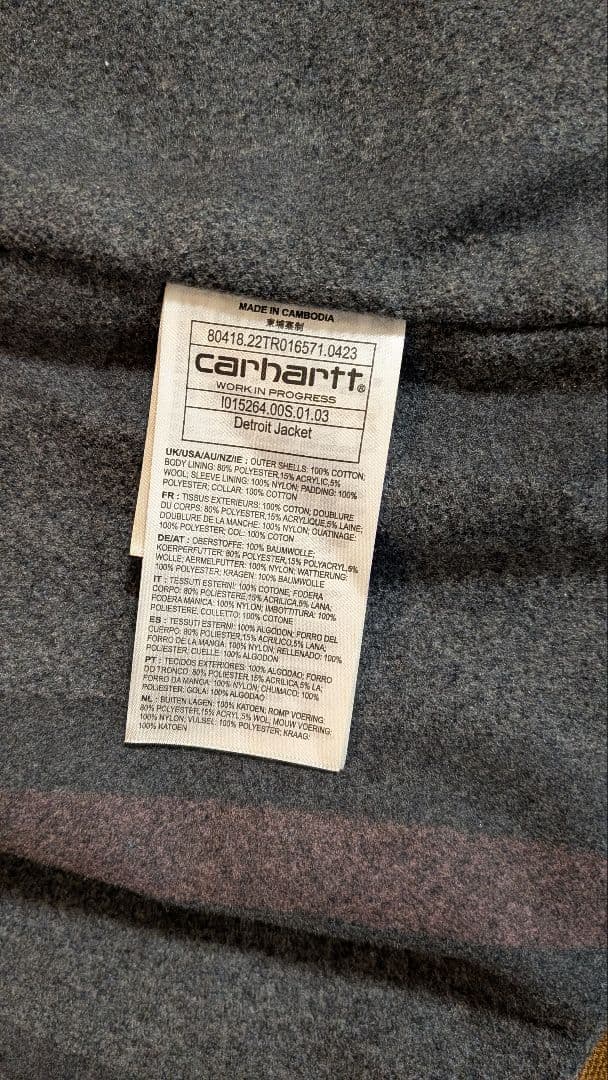 MADE IN CAMBODIA
柬埔寨制
80418.22TR016571.0423
carhartt®
WORK IN PROGRESS
I015264.00S.01.03
Detroit Jacket
UK/USA/AU/NZ/IE : OUTER SHELLS: 100% COTTON;
BODY LINING: 80% POLYESTER,15% ACRYLIC,5%
WOOL; SLEEVE LINING: 100% NYLON; PADDING: 100%
POLYESTER; COLLAR: 100% COTTON
FR : TISSUS EXTERIEURS: 100% COTON; DOUBLURE
DU CORPS: 80% POLYESTER,15% ACRYLIQUE,5% LAINE;
DOUBLURE DE LA MANCHE: 100% NYLON; OUATINAGE:
100% POLYESTER; COL: 100% COTON
DE/AT : OBERSTOFFE: 100% BAUMWOLLE;
KOERPERFUTTER: 80% POLYESTER,15% POLYACRYL,5%
WOLLE; AERMELFUTTER: 100% NYLON; WATTIERUNG:
100% POLYESTER; KRAGEN: 100% BAUMWOLLE
IT : TESSUTI ESTERNI: 100% COTONE; FODERA
CORPO: 80% POLIESTERE,15% ACRILICA,5% LANA;
FODERA MANICA: 100% NYLON; IMBOTTITURA: 100%
POLIESTERE; COLLETTO: 100% COTONE
ES : TESSUTI ESTERNI: 100% ALGODON; FORRO DEL
CUERPO: 80% POLIESTER,15% ACRILICO,5% LANA;
FORRO DE LA MANGA: 100% NYLON; RELLENADO: 100%
POLIESTER; CUELLE: 100% ALGODON
PT : TECIDOS EXTERIORES: 100% ALGODAO; FORRO
DO TRONCO: 80% POLIESTER,15% ACRILICA,5% LA;
FORRO DA MANGA: 100% NYLON; CHUMACO: 100%
POLIESTER; GOLA: 100% ALGODAO
NL : BUITEN LAGEN: 100% KATOEN; ROMP VOERING:
80% POLYESTER,15% ACRYL,5% WOL; MOUW VOERING:
100% NYLON; VULSEL: 100% POLYESTER; KRAAG:
100% KATOEN